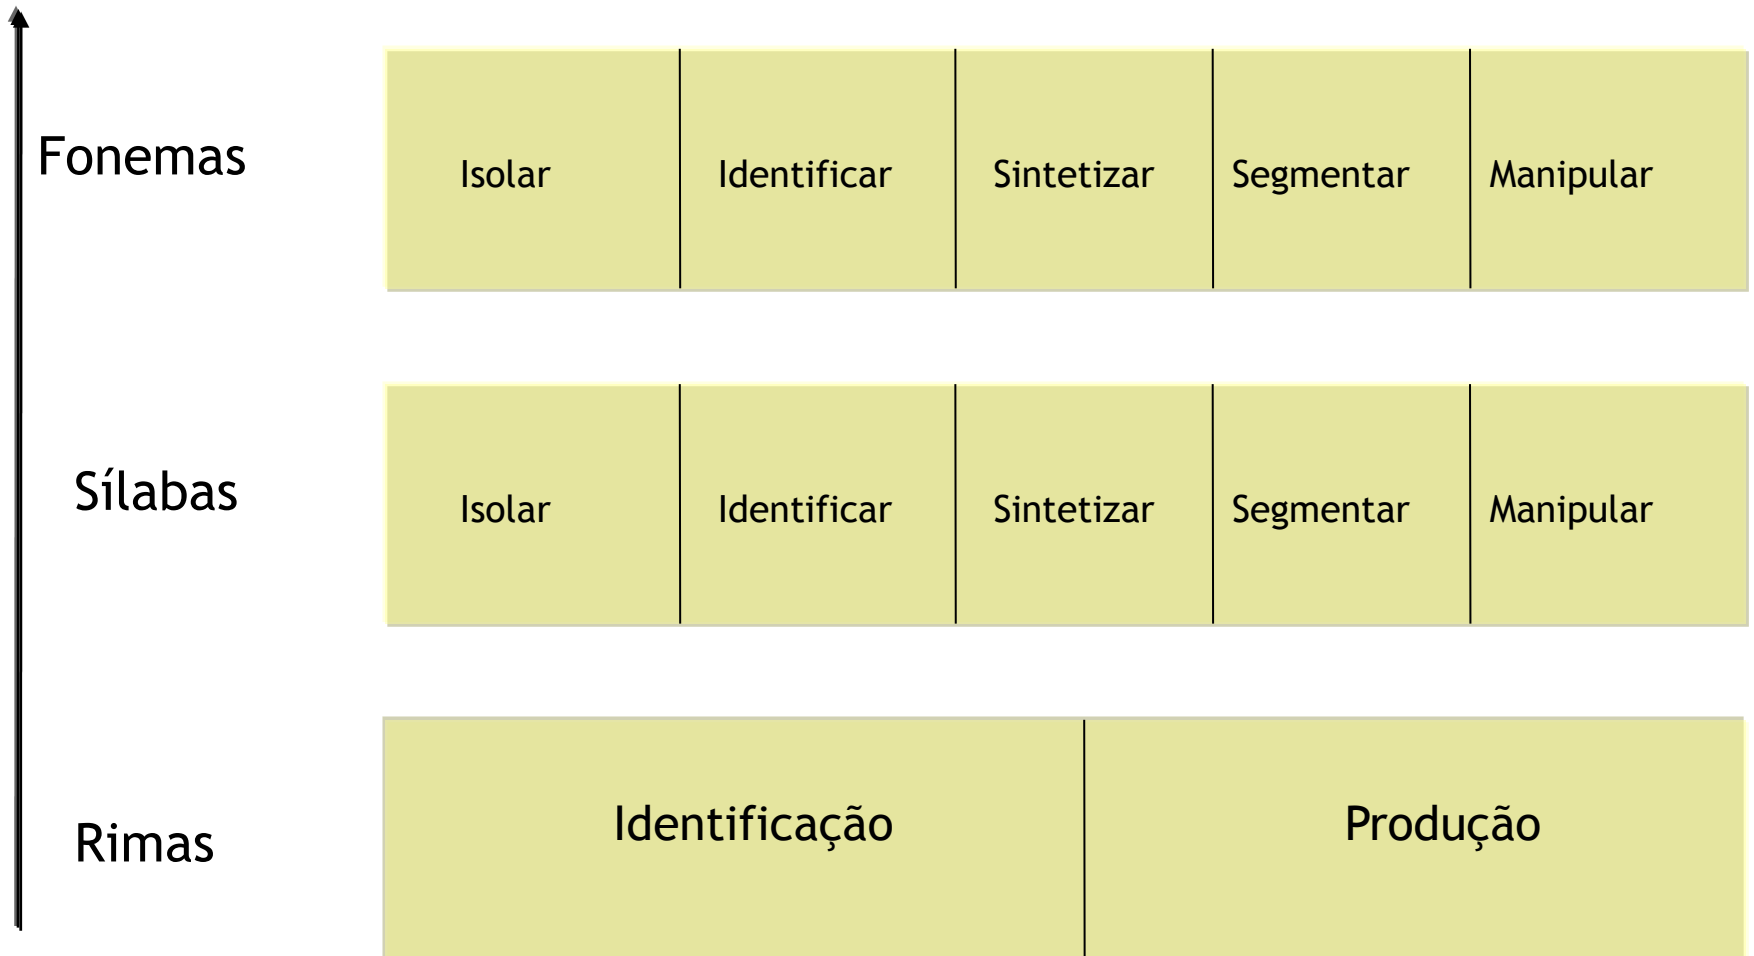 Fonemas
Isolar
Identificar
Sintetizar
Segmentar
Manipular
Sílabas
Isolar
Identificar
Sintetizar
Segmentar
Manipular
Rimas
Identificação
Produção